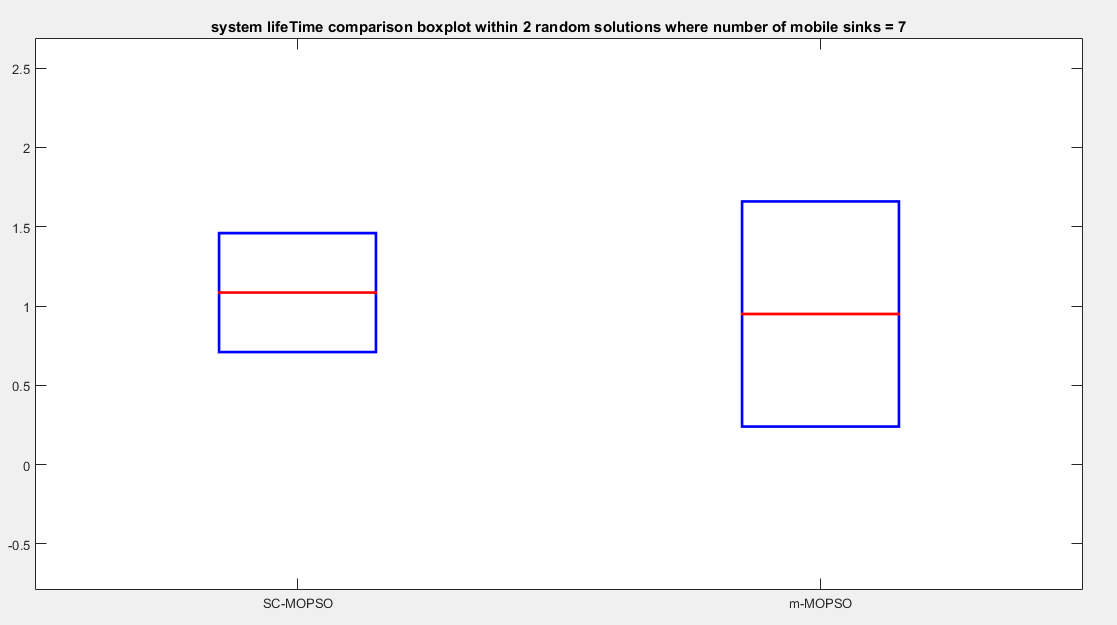 system lifeTime comparison boxplot within 2 random solutions where number of mobile sinks = 7
2.5
2
1.5
1
0.5
0
-0.5
SC-MOPSO
m-MOPSO